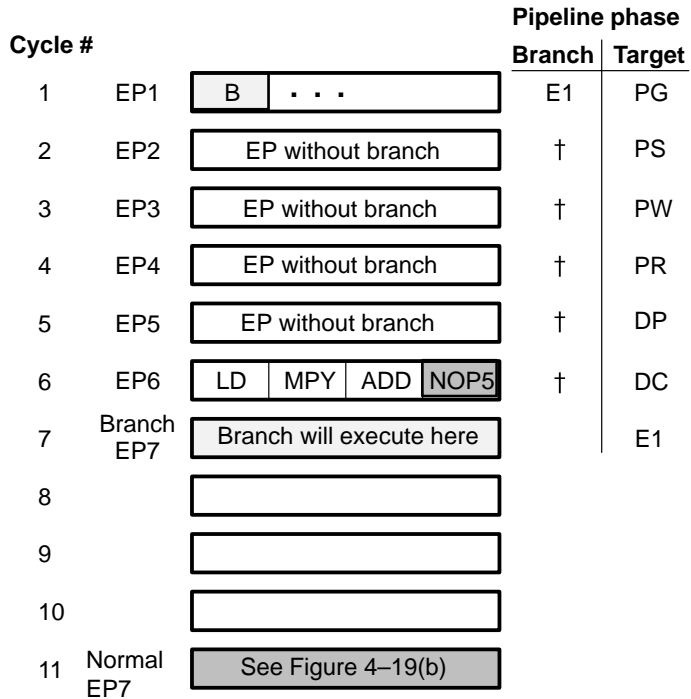 Pipeline phase
Cycle #
Branch Target
1 EP1 B . . . E1 PG
2 EP2 EP without branch † PS
3 EP3 EP without branch † PW
4 EP4 EP without branch † PR
5 EP5 EP without branch † DP
6 EP6 LD MPY ADD NOP5 † DC
7 Branch EP7 Branch will execute here E1
8
9
10
11 Normal EP7 See Figure 4–19(b)